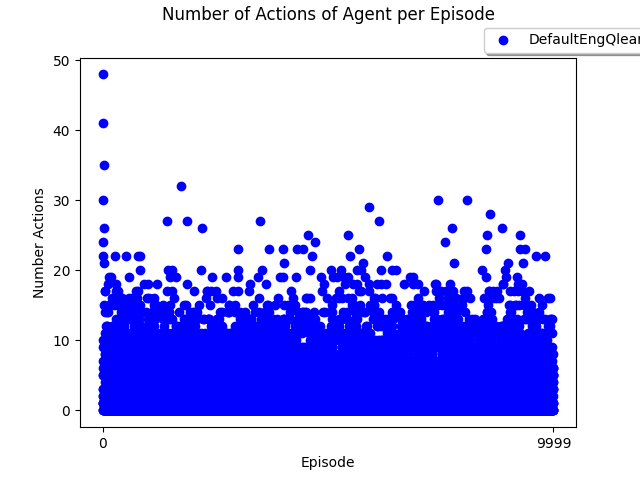 Number of Actions of Agent per Episode
DefaultEngQlear
50
40
30
20
10
0
Number Actions
0
9999
Episode